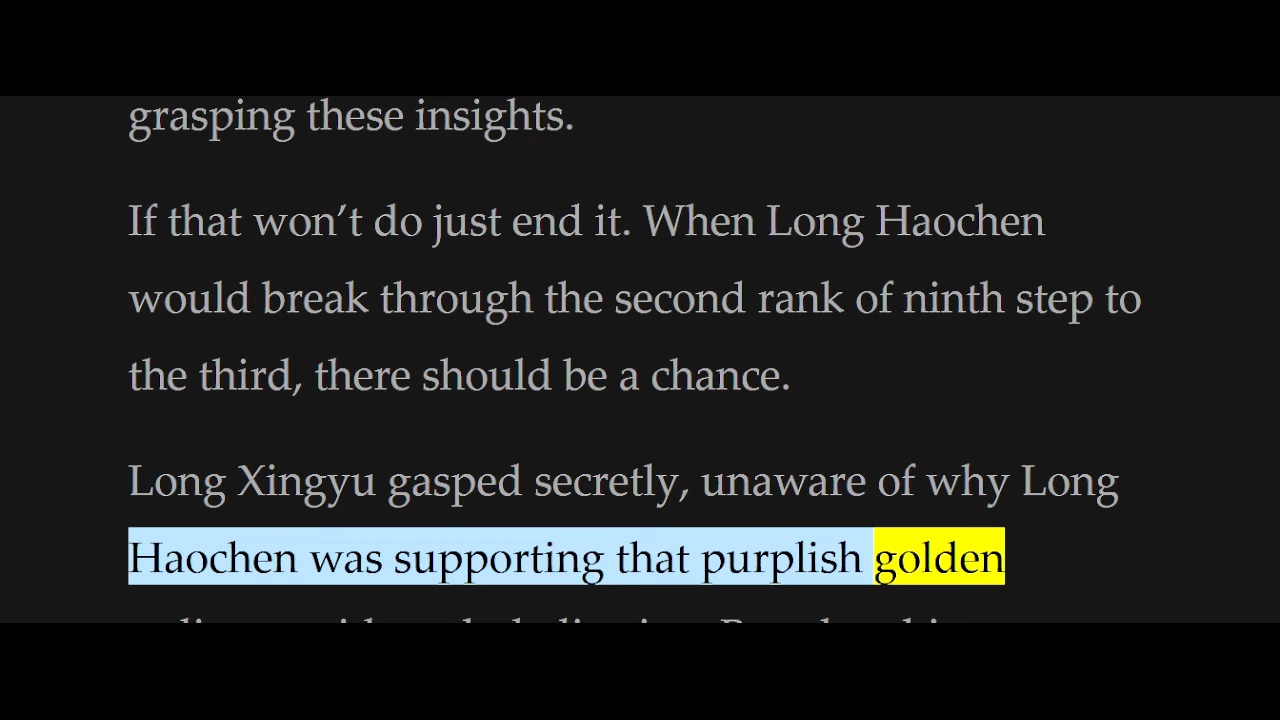 grasping these insights.
If that won’t do just end it. When Long Haochen
would break through the second rank of ninth step to
the third, there should be a chance.
Long Xingyu gasped secretly, unaware of why Long
Haochen was supporting that purplish golden